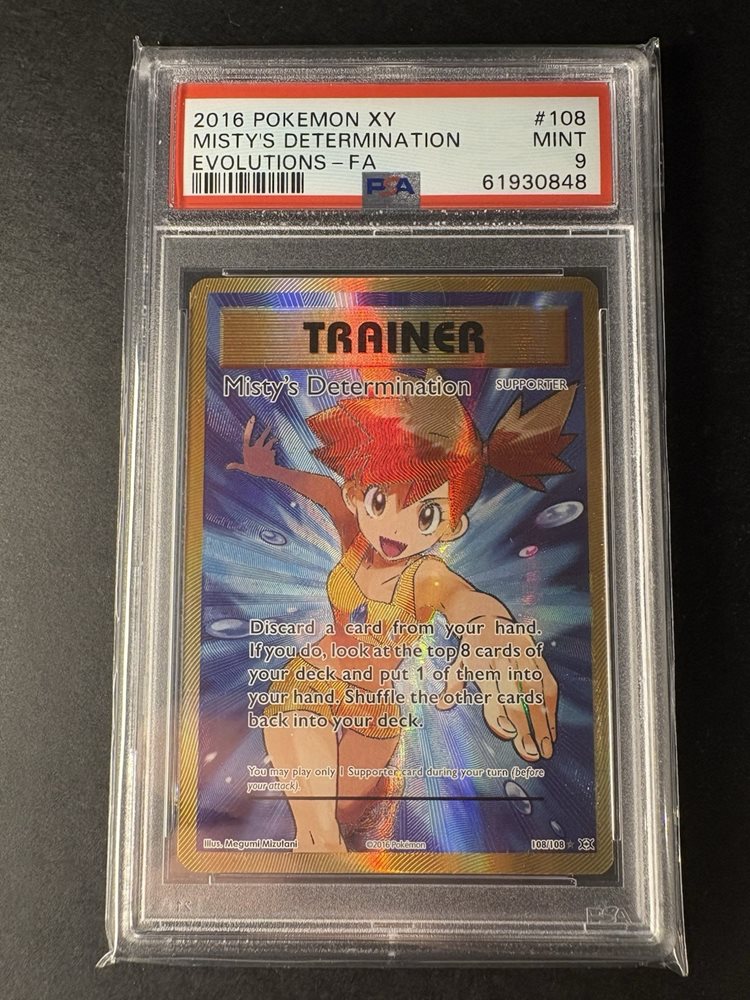 2016 POKEMON XY #108
MISTY'S DETERMINATION MINT
EVOLUTIONS - FA 9
PSA 61930848
TRAINER
Misty's Determination SUPPORTER
Discard a card from your hand.
If you do, look at the top 8 cards of
your deck and put 1 of them into
your hand. Shuffle the other cards
back into your deck.
You may play only 1 Supporter card during your turn (before
your attack).
Illus. Megumi Mizutani ©2016 Pokémon 108/108 XY
PSA